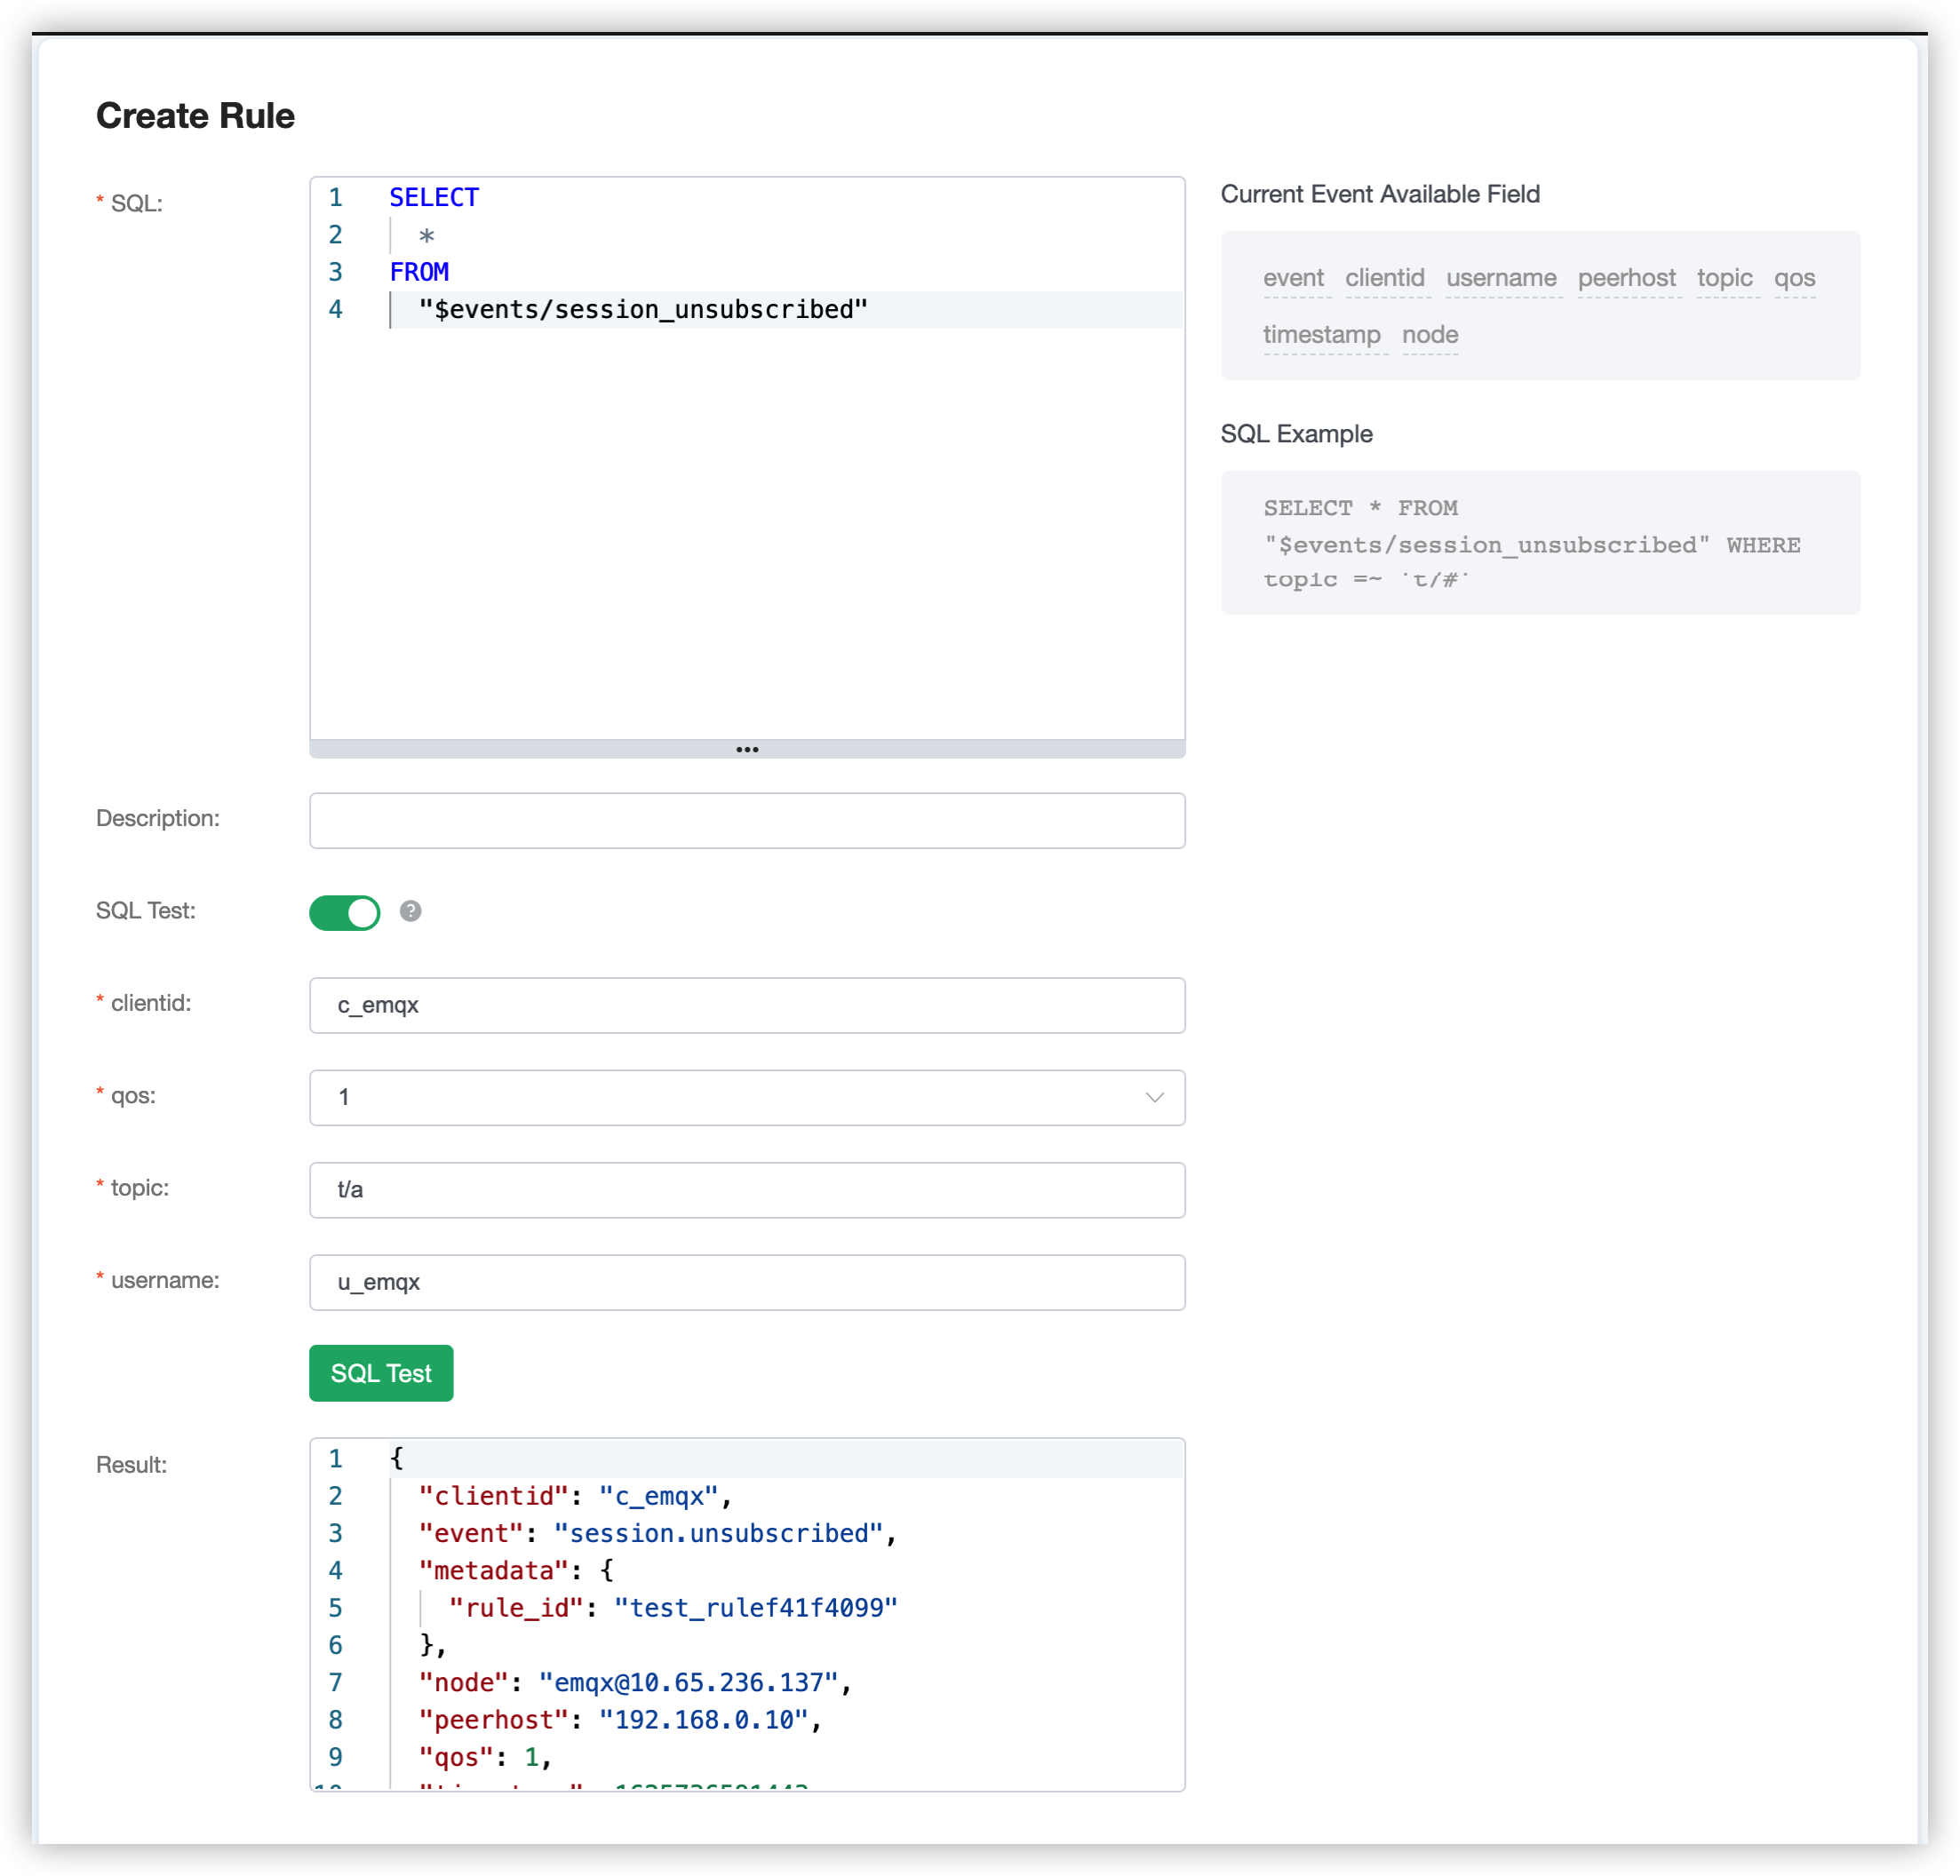 Create Rule
* SQL:
1 SELECT
2 *
3 FROM
4 "$events/session_unsubscribed"
•••
Current Event Available Field
event clientid username peerhost topic qos
timestamp node
SQL Example
SELECT * FROM
"$events/session_unsubscribed" WHERE
topic =~ 't/#'
Description:
SQL Test:
?
* clientid:
c_emqx
* qos:
1
* topic:
t/a
* username:
u_emqx
SQL Test
Result:
1 {
2 "clientid": "c_emqx",
3 "event": "session.unsubscribed",
4 "metadata": {
5 "rule_id": "test_rulef41f4099"
6 },
7 "node": "emqx@10.65.236.137",
8 "peerhost": "192.168.0.10",
9 "qos": 1,
10